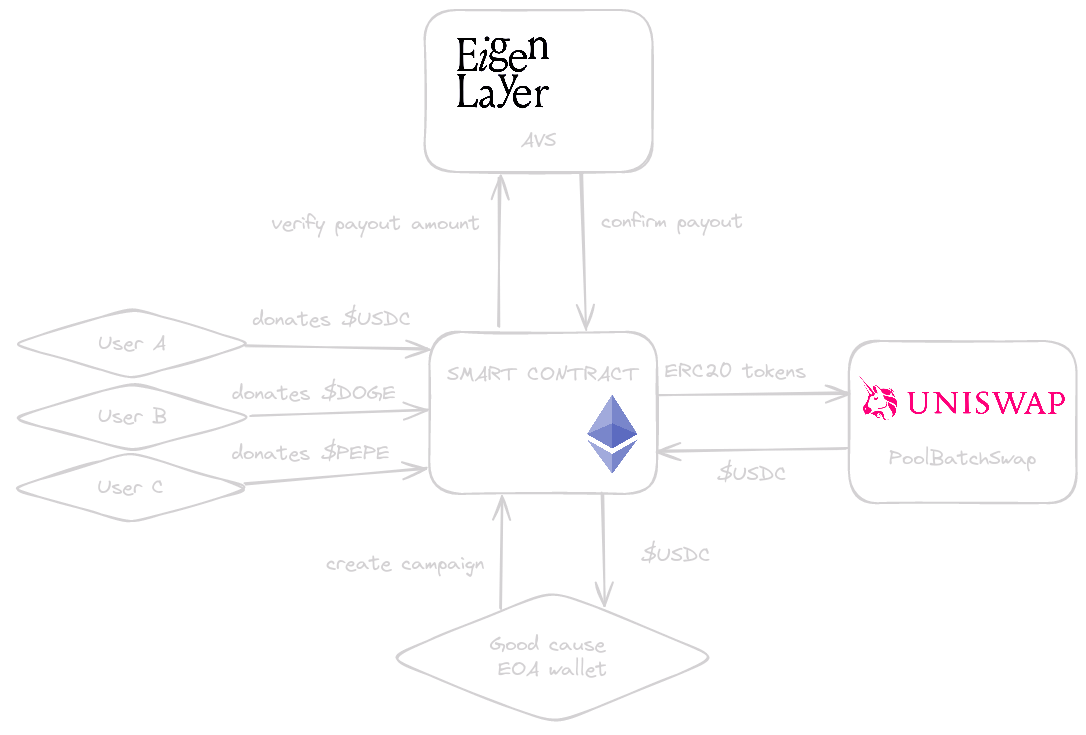 Eigen
Layer
AVS
verify payout amount
confirm payout
donates $USDC
User A
donates $DOGE
User B
donates $PEPE
User C
SMART CONTRACT
ERC20 tokens
UNISWAP
PoolBatchSwap
$USDC
create campaign
$USDC
Good cause
EOA wallet